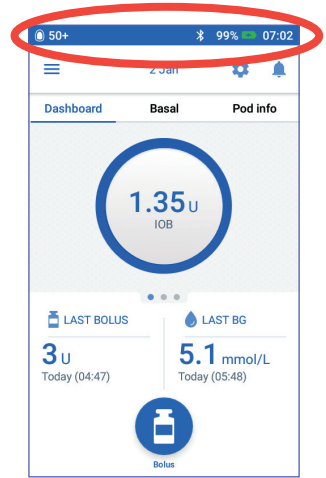 50+ 99% 07:02
2 Jan
Dashboard Basal Pod info
1.35 U
IOB
LAST BOLUS LAST BG
3 U 5.1 mmol/L
Today (04:47) Today (05:48)
Bolus